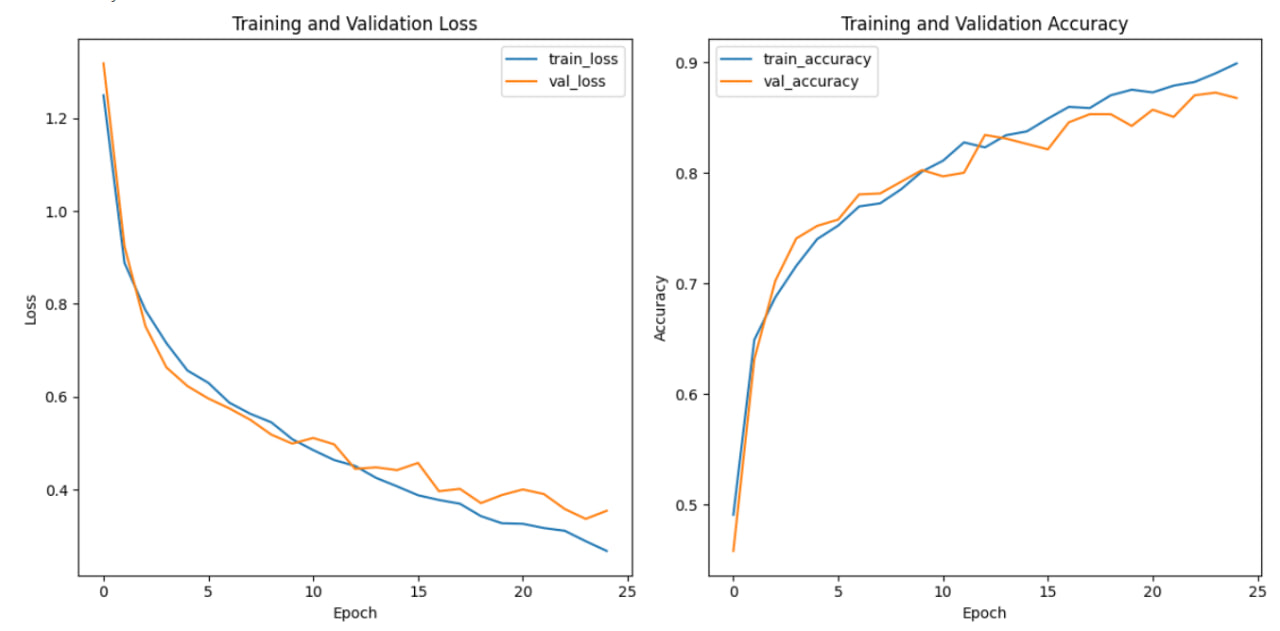 Training and Validation Loss
train_loss
val_loss
1.2
1.0
0.8
0.6
0.4
Loss
0
5
10
15
20
25
Epoch
Training and Validation Accuracy
train_accuracy
val_accuracy
0.9
0.8
0.7
0.6
0.5
Accuracy
0
5
10
15
20
25
Epoch